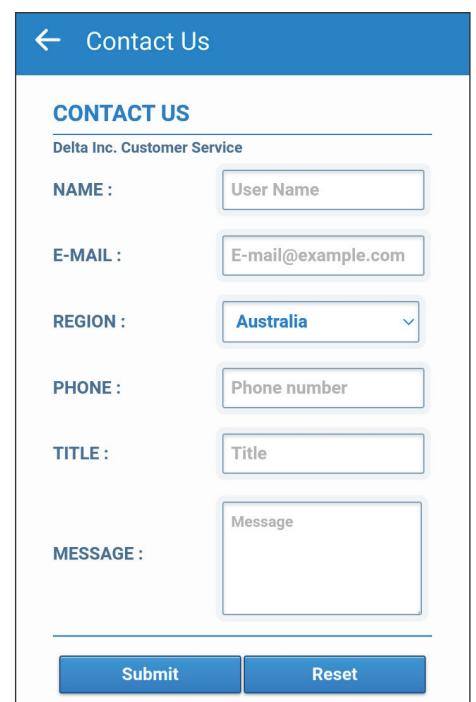 Contact Us
CONTACT US
Delta Inc. Customer Service
NAME : User Name
E-MAIL : E-mail@example.com
REGION : Australia
PHONE : Phone number
TITLE : Title
MESSAGE : Message
Submit Reset